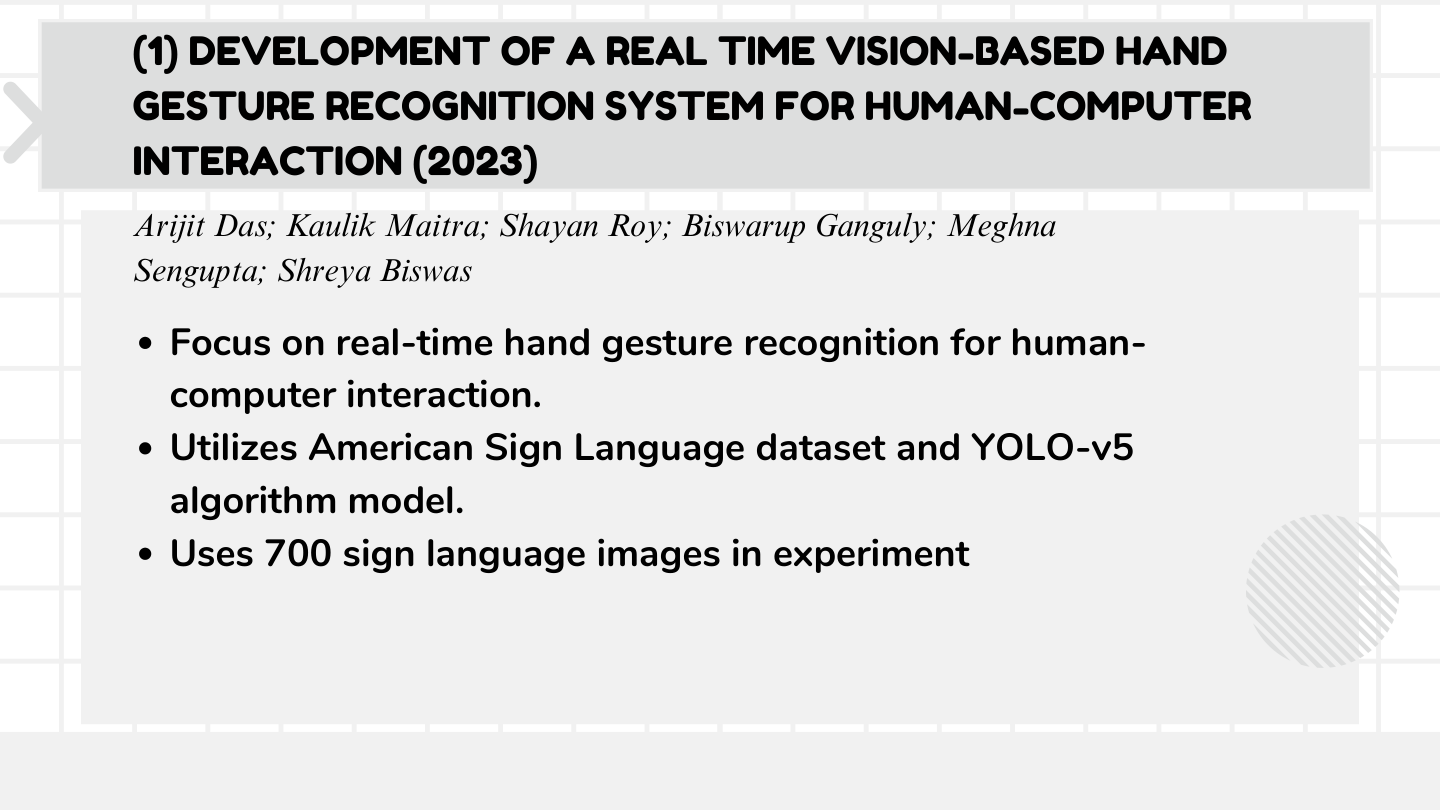 (1) DEVELOPMENT OF A REAL TIME VISION-BASED HAND
GESTURE RECOGNITION SYSTEM FOR HUMAN-COMPUTER
INTERACTION (2023)
Arijit Das; Kaulik Maitra; Shayan Roy; Biswarup Ganguly; Meghna
Sengupta; Shreya Biswas
• Focus on real-time hand gesture recognition for human-
computer interaction.
• Utilizes American Sign Language dataset and YOLO-v5
algorithm model.
• Uses 700 sign language images in experiment